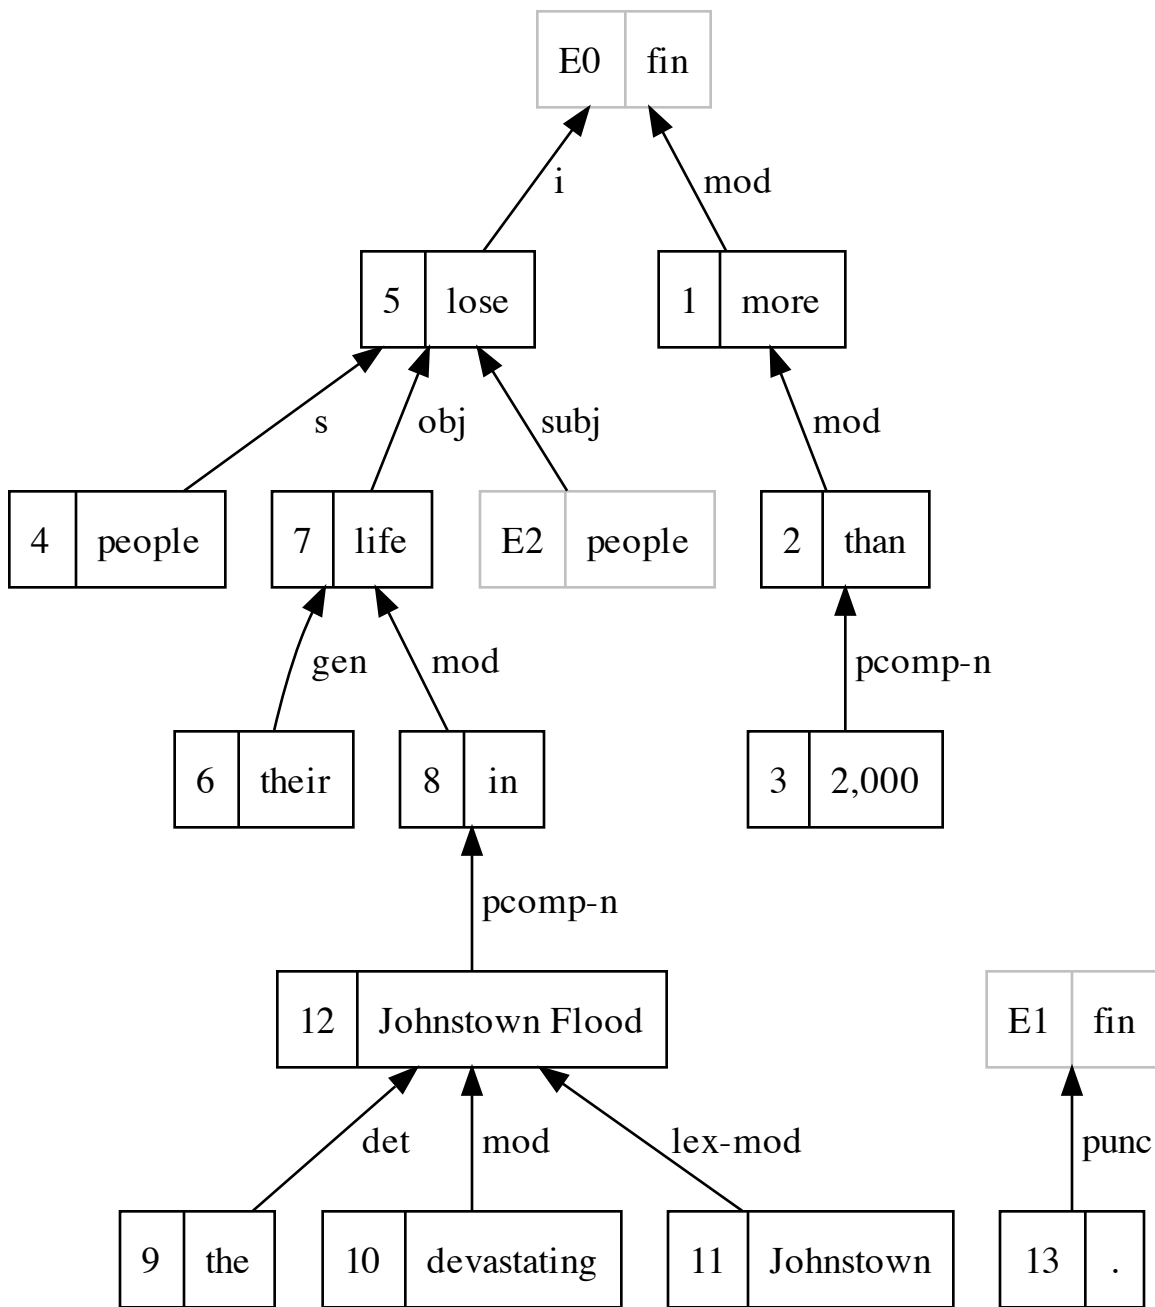 E0 fin
i mod
5 lose 1 more
s obj subj mod
4 people 7 life E2 people 2 than
gen mod pcomp-n
6 their 8 in 3 2,000
pcomp-n
12 Johnstown Flood E1 fin
det mod lex-mod punc
9 the 10 devastating 11 Johnstown 13 .